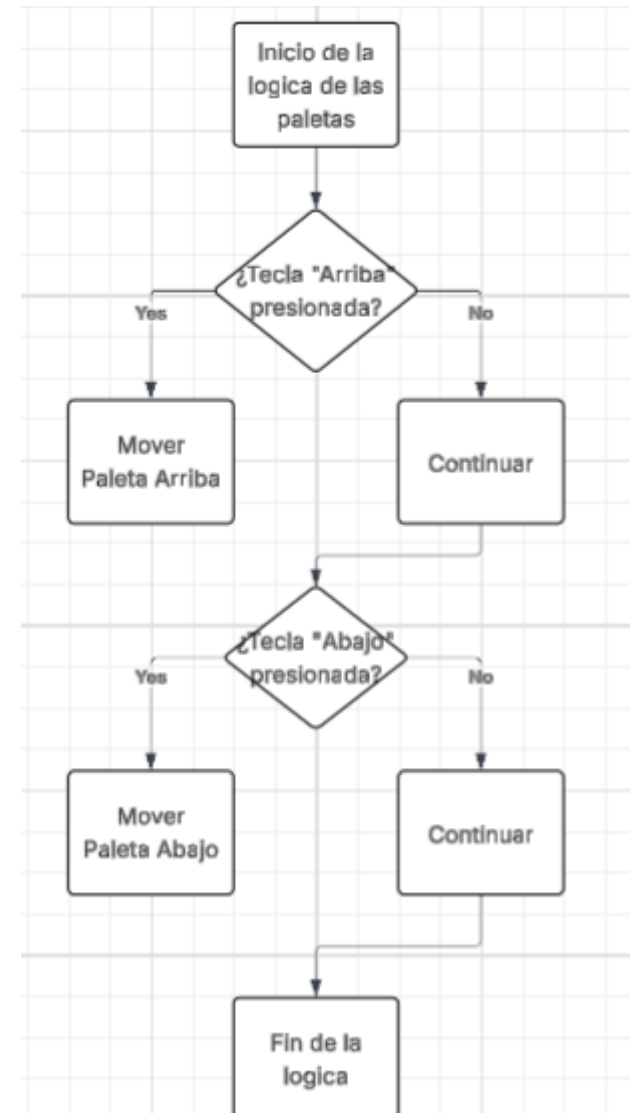 Inicio de la
logica de las
paletas
¿Tecla "Arriba"
presionada?
Yes
No
Mover
Paleta Arriba
Continuar
¿Tecla "Abajo"
presionada?
Yes
No
Mover
Paleta Abajo
Continuar
Fin de la
logica